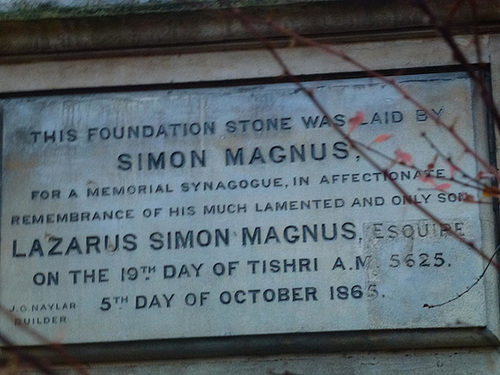 THIS FOUNDATION STONE WAS LAID BY
SIMON MAGNUS,
FOR A MEMORIAL SYNAGOGUE, IN AFFECTIONATE
REMEMBRANCE OF HIS MUCH LAMENTED AND ONLY SON
LAZARUS SIMON MAGNUS, ESQUIRE
ON THE 19TH DAY OF TISHRI A.M. 5625.
5TH DAY OF OCTOBER 1865.
J.G. NAYLAR
BUILDER